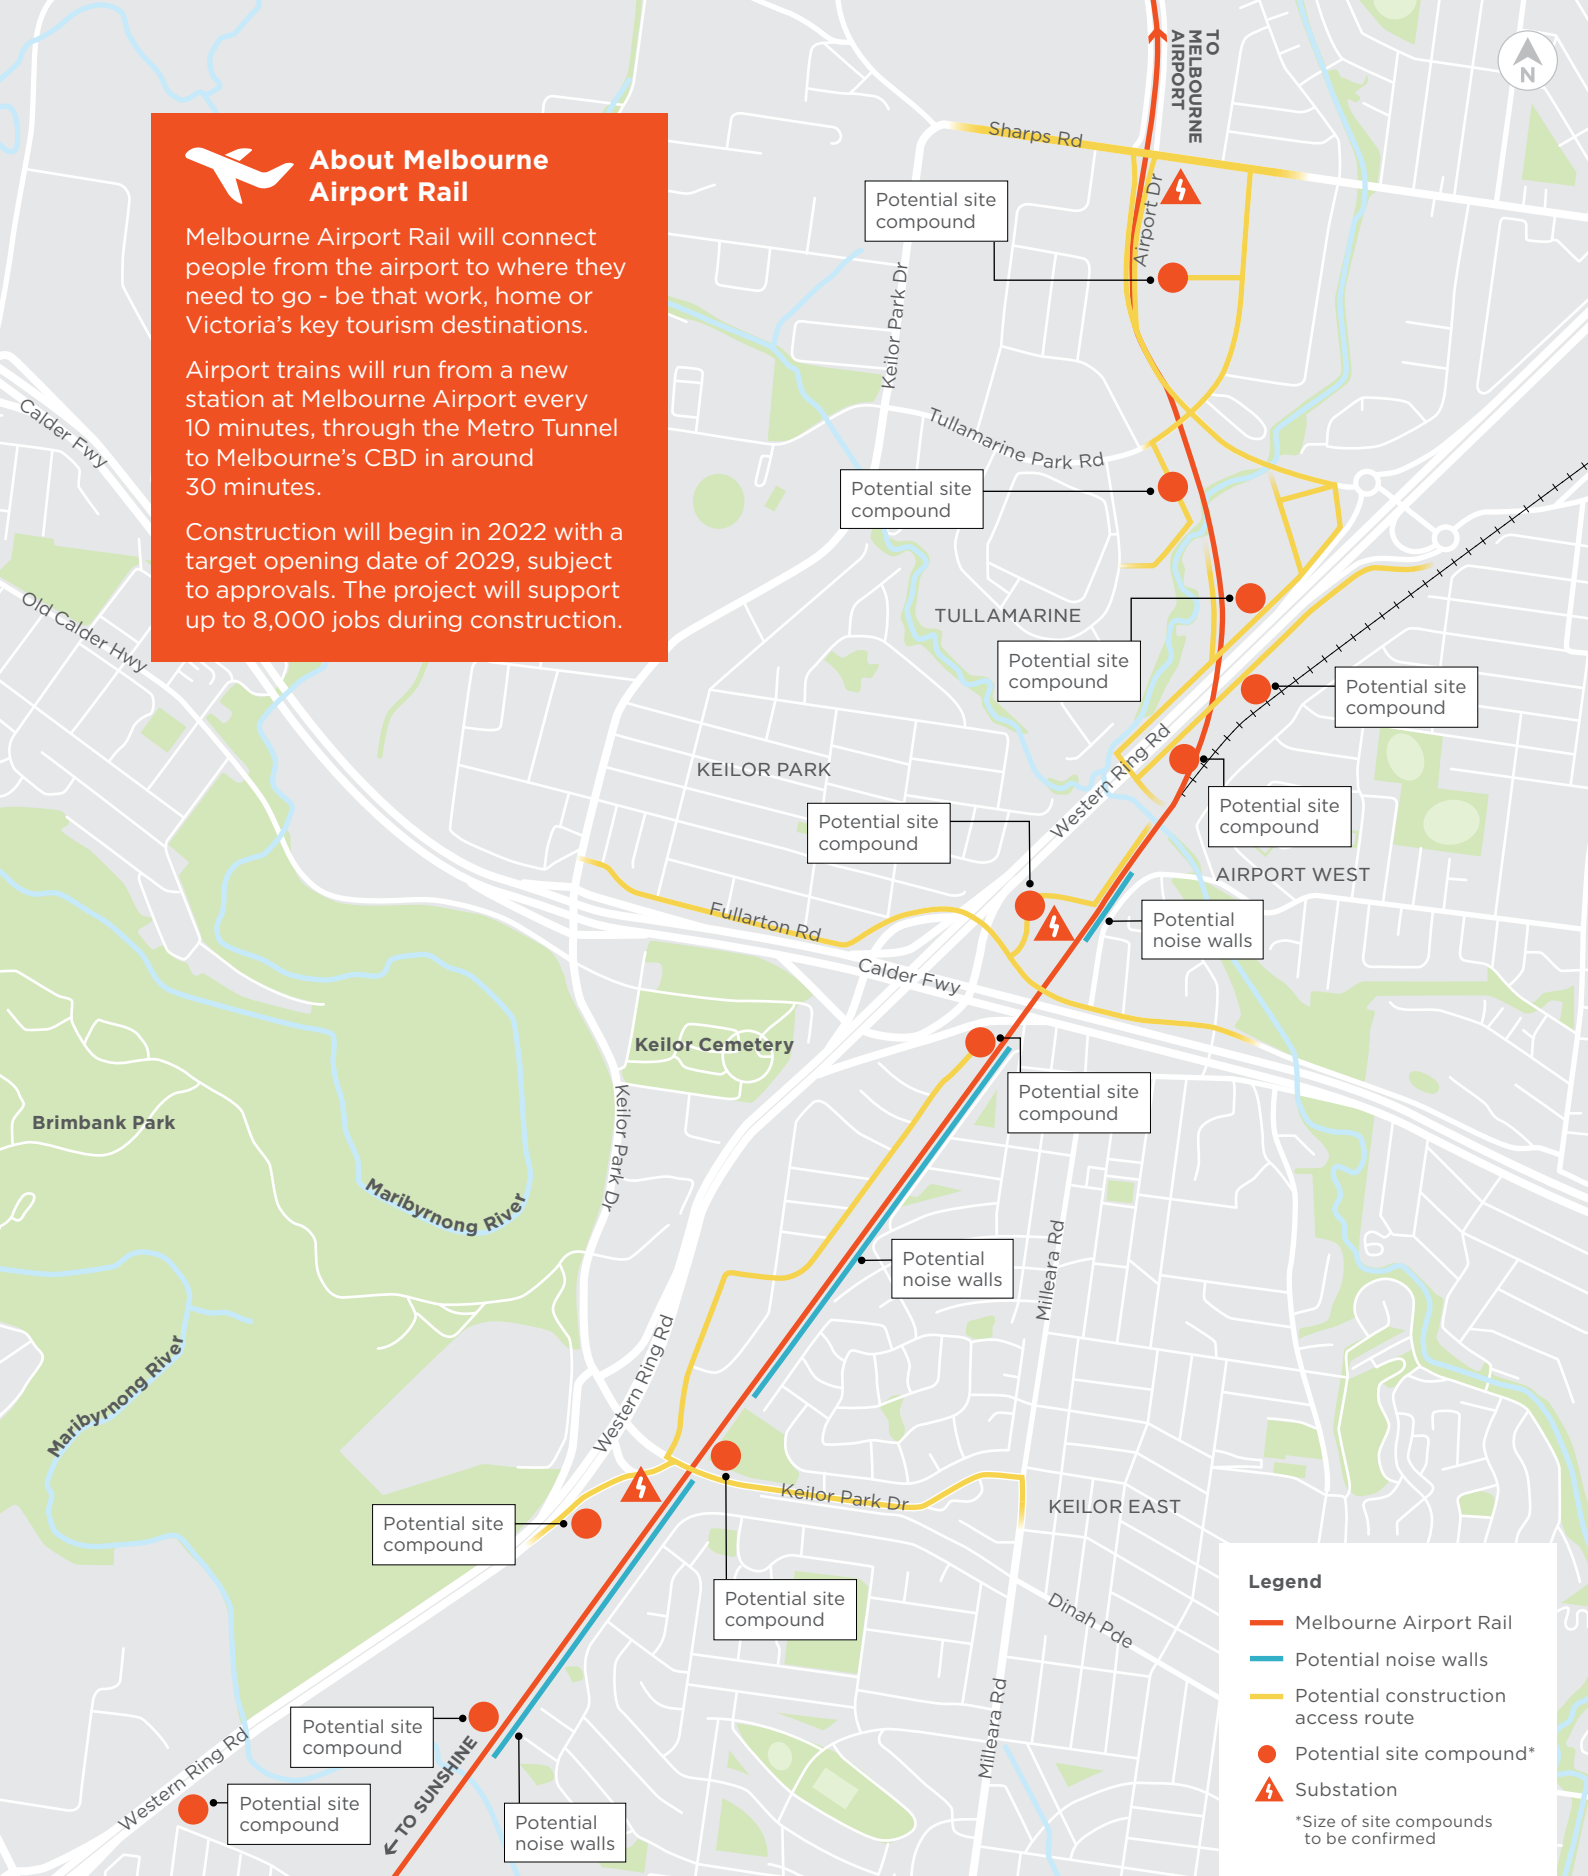 TO
MELBOURNE
AIRPORT
N
Sharps Rd
About Melbourne
Airport Rail
Melbourne Airport Rail will connect
people from the airport to where they
need to go - be that work, home or
Victoria's key tourism destinations.
Airport trains will run from a new
station at Melbourne Airport every
10 minutes, through the Metro Tunnel
to Melbourne's CBD in around
30 minutes.
Construction will begin in 2022 with a
target opening date of 2029, subject
to approvals. The project will support
up to 8,000 jobs during construction.
Potential site
compound
Airport Dr
Keilor Park Dr
Calder Fwy
Tullamarine Park Rd
Potential site
compound
Old Calder Hwy
TULLAMARINE
Potential site
compound
Potential site
compound
KEILOR PARK
Western Ring Rd
Potential site
compound
Potential site
compound
AIRPORT WEST
Fullarton Rd
Potential
noise walls
Calder Fwy
Keilor Cemetery
Potential site
compound
Brimbank Park
Keilor Park Dr
Maribyrnong River
Potential
noise walls
Milleara Rd
Maribyrnong River
Western Ring Rd
Keilor Park Dr
KEILOR EAST
Potential site
compound
Potential site
compound
Dinah Pde
Milleara Rd
Potential site
compound
Western Ring Rd
TO SUNSHINE
Potential site
compound
Potential
noise walls
Legend
Melbourne Airport Rail
Potential noise walls
Potential construction
access route
Potential site compound*
Substation
*Size of site compounds
to be confirmed